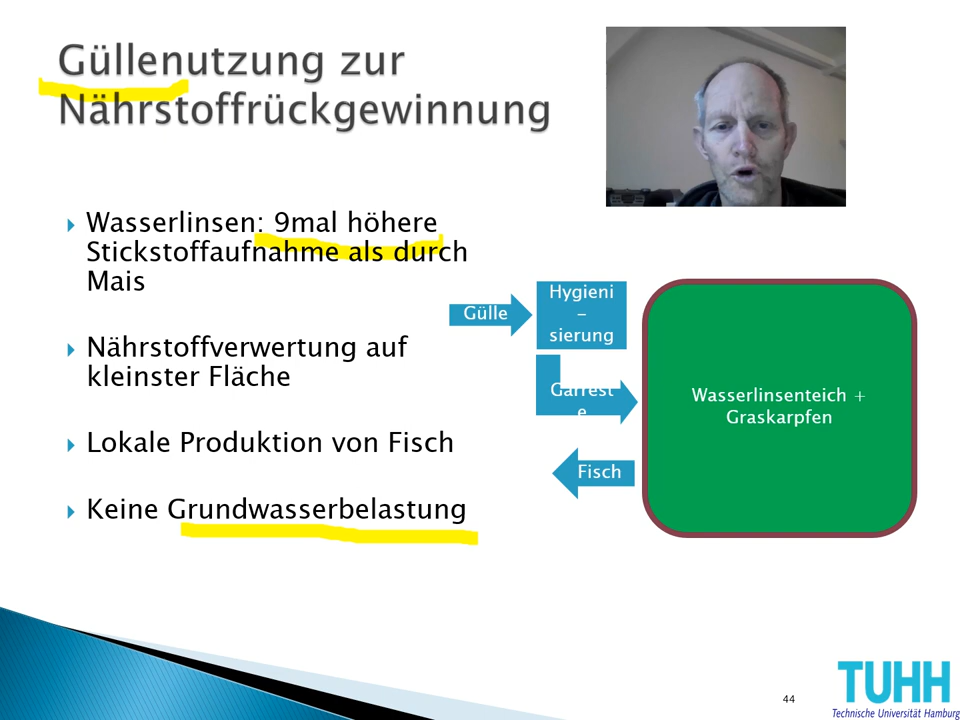 Güllenutzung zur
Nährstoffrückgewinnung
Wasserlinsen: 9mal höhere
Stickstoffaufnahme als durch
Mais
Nährstoffverwertung auf
kleinster Fläche
Lokale Produktion von Fisch
Keine Grundwasserbelastung
Gülle
Hygieni
-
sierung
Gärrest
e
Fisch
Wasserlinsenteich +
Graskarpfen
44
TUHH
Technische Universität Hamburg